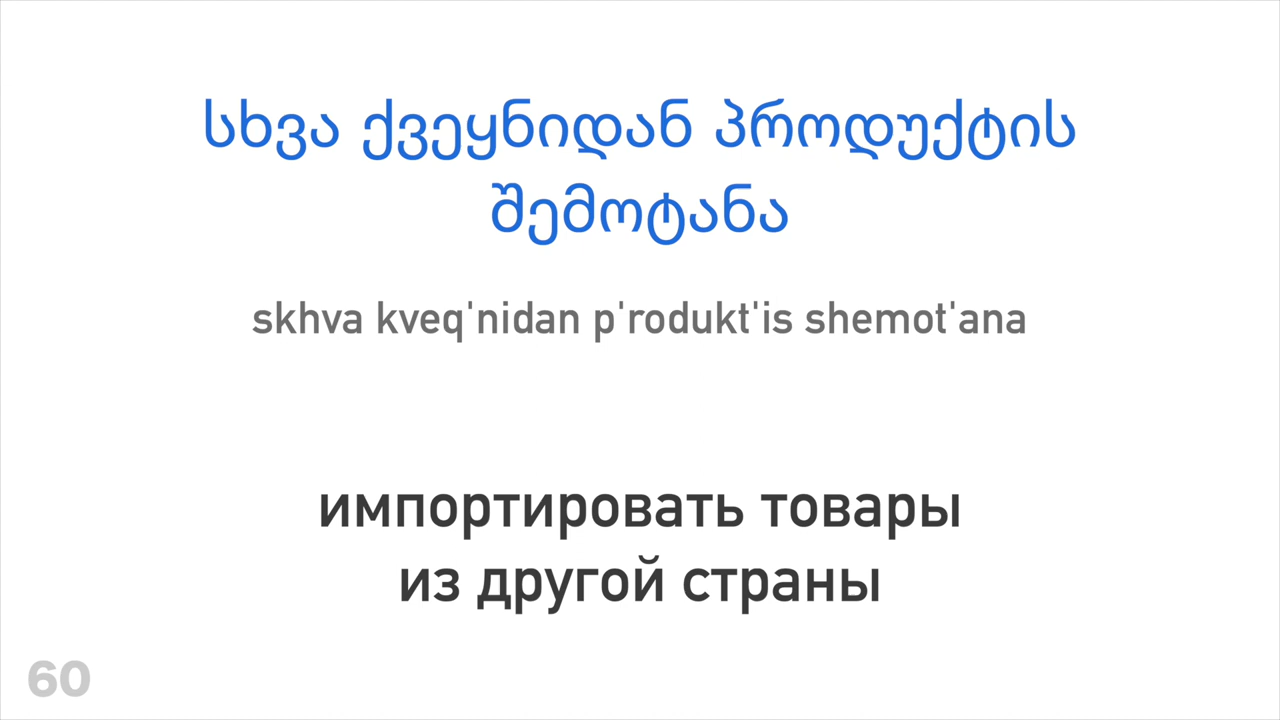 სხვა ქვეყნიდან პროდუქტის
შემოტანა
skhva kveq'nidan p'rodukt'is shemot'ana
импортировать товары
из другой страны
60